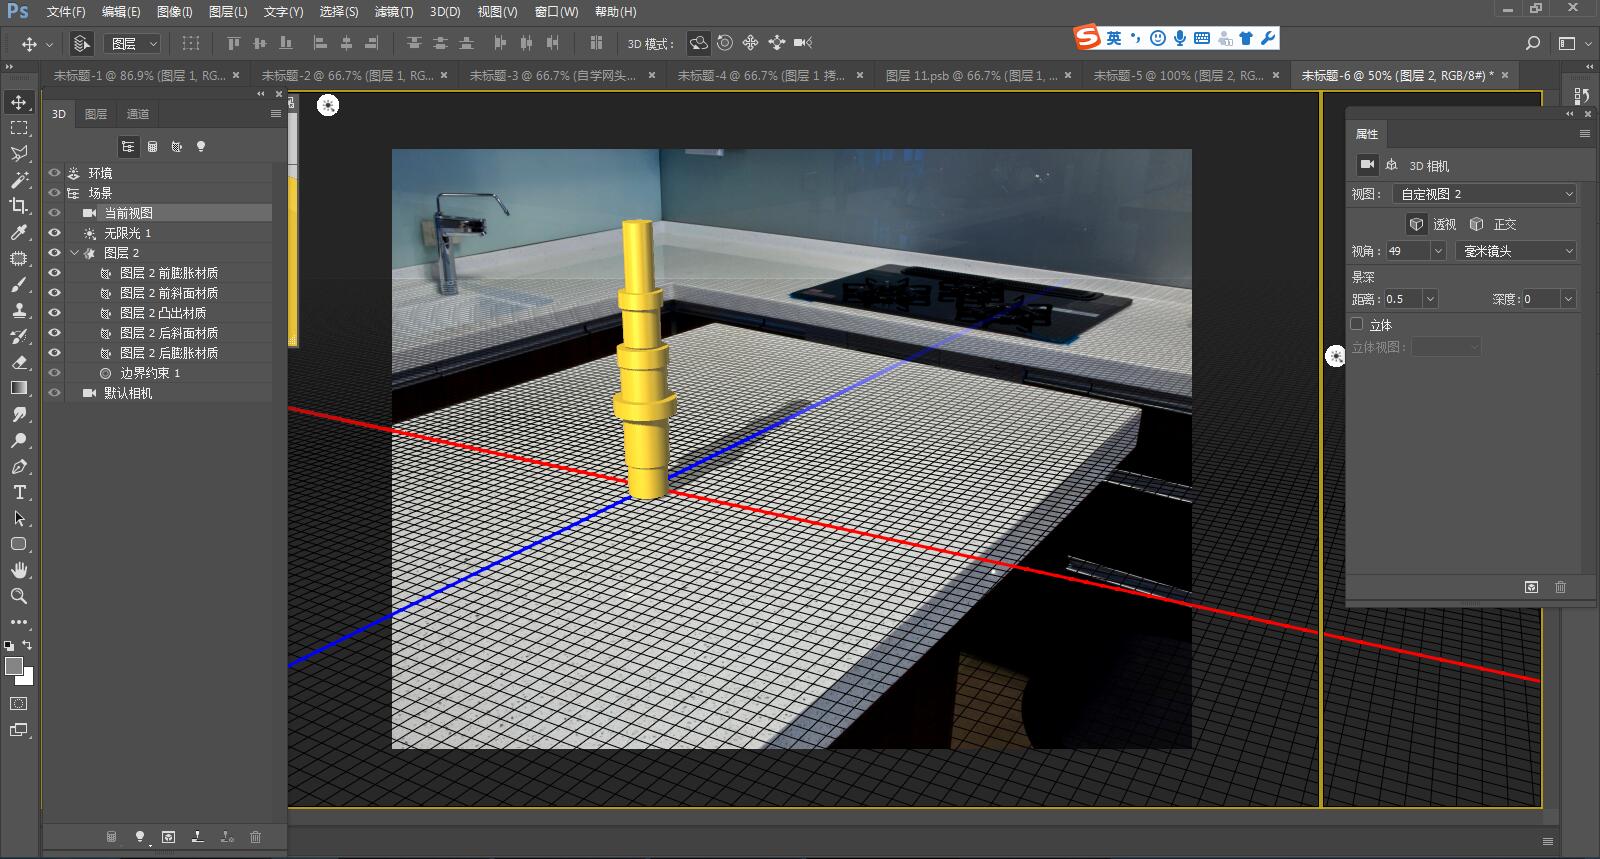 Ps 文件(F) 编辑(E) 图像(I) 图层(L) 文字(Y) 选择(S) 滤镜(T) 3D(D) 视图(V) 窗口(W) 帮助(H)
图层 3D 模式: 英
未标题-1 @ 86.9% (图层 1, RG... × 未标题-2 @ 66.7% (图层 1, RG... × 未标题-3 @ 66.7% (自学网头... × 未标题-4 @ 66.7% (图层 1 拷... × 图层 11.psb @ 66.7% (图层 1, ... × 未标题-5 @ 100% (图层 2, RG... × 未标题-6 @ 50% (图层 2, RGB/8#) * ×
3D 图层 通道
环境
场景
当前视图
无限光 1
图层 2
图层 2 前膨胀材质
图层 2 前斜面材质
图层 2 凸出材质
图层 2 后斜面材质
图层 2 后膨胀材质
边界约束 1
默认相机
属性
3D 相机
视图: 自定视图 2
透视 正交
视角: 49 毫米镜头
景深
距离: 0.5 深度: 0
立体
立体视图: